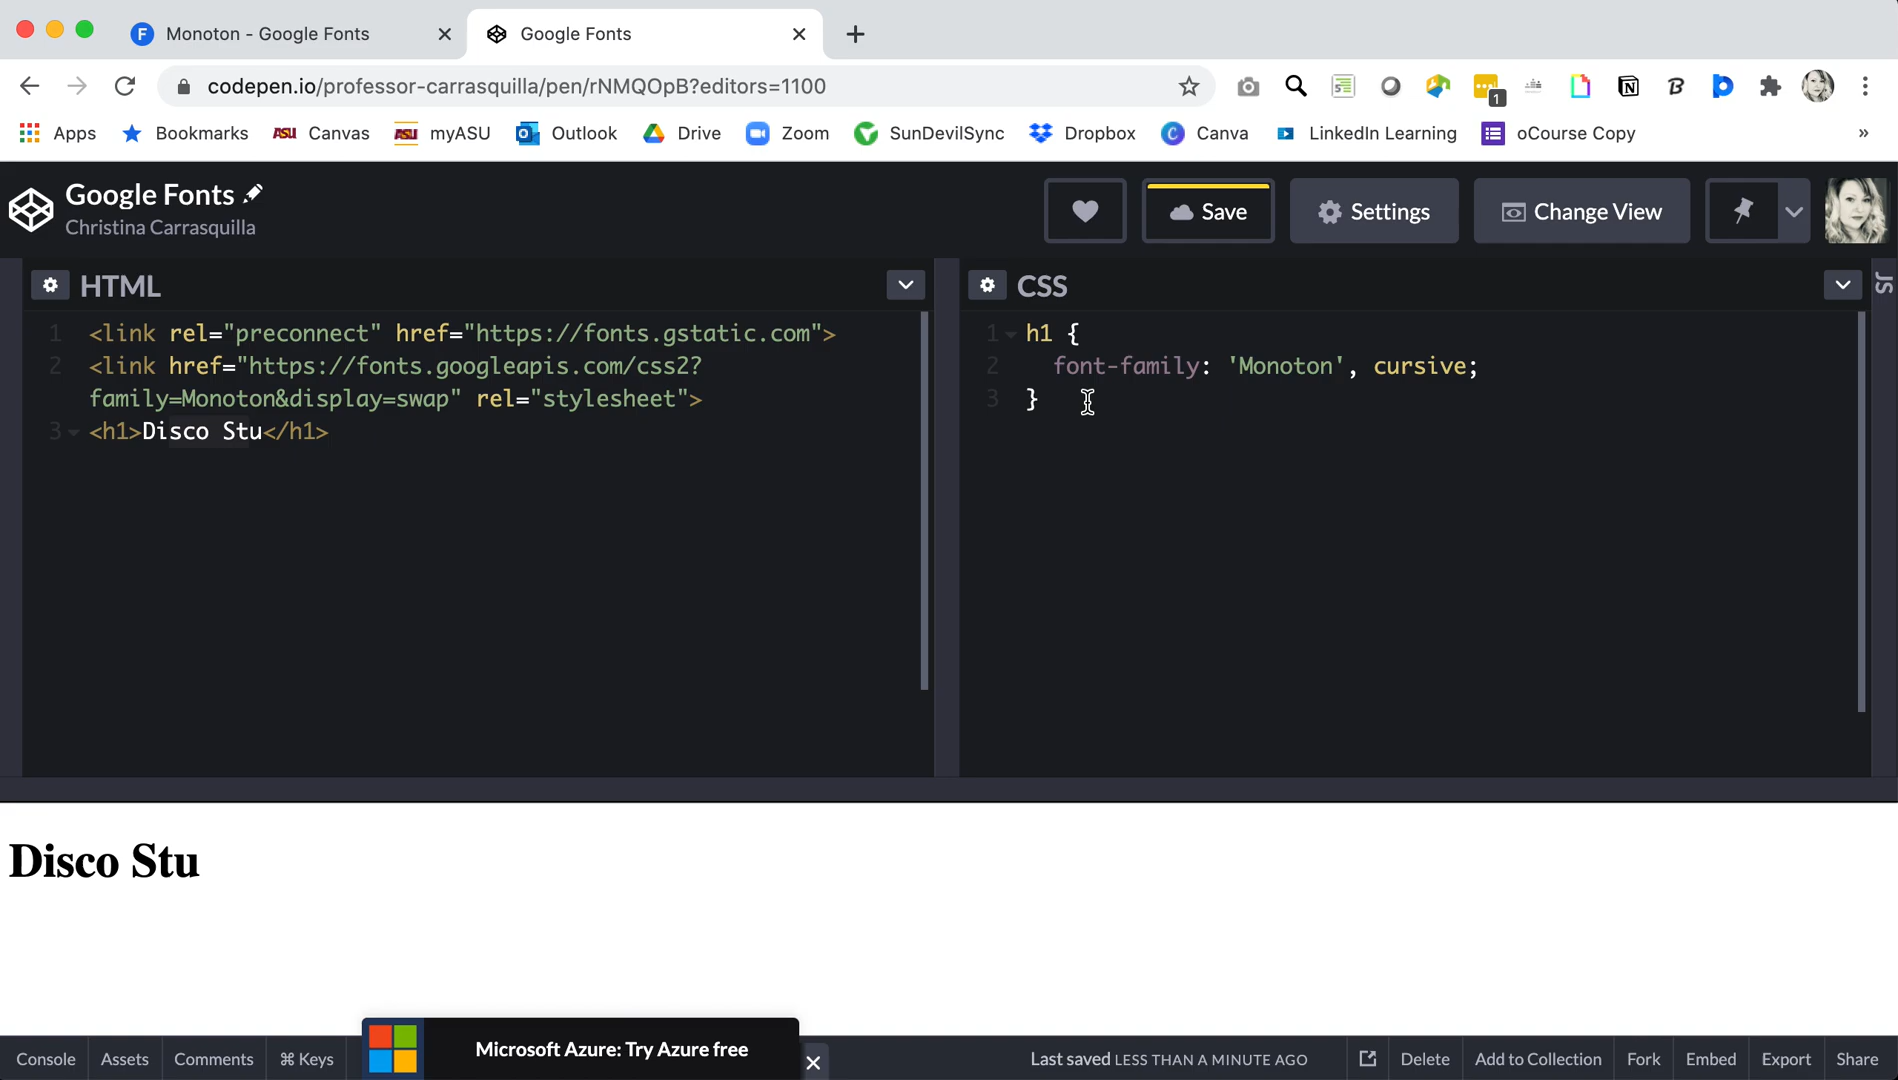 Monoton - Google Fonts
Google Fonts
codepen.io/professor-carrasquilla/pen/rNMQOpB?editors=1100
1
Apps Bookmarks ASU Canvas ASU myASU Outlook Drive Zoom SunDevilSync Dropbox Canva LinkedIn Learning oCourse Copy »
Google Fonts
Christina Carrasquilla
Save Settings Change View
HTML
1 <link rel="preconnect" href="https://fonts.gstatic.com">
2 <link href="https://fonts.googleapis.com/css2?
family=Monoton&display=swap" rel="stylesheet">
3 <h1>Disco Stu</h1>
CSS
1 h1 {
2 font-family: 'Monoton', cursive;
3 }
JS
Disco Stu
Console Assets Comments ⌘ Keys
Microsoft Azure: Try Azure free
Last saved LESS THAN A MINUTE AGO
Delete Add to Collection Fork Embed Export Share